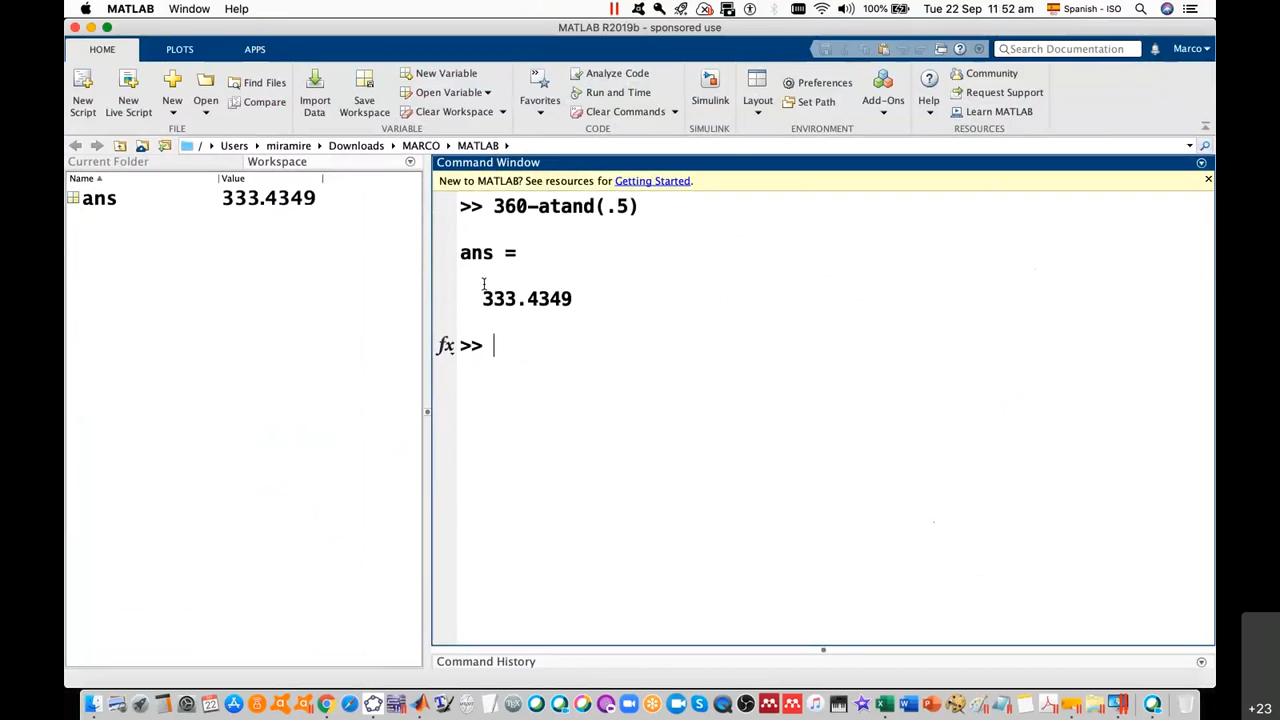 MATLAB Window Help 100% Tue 22 Sep 11:52 am Spanish - ISO
MATLAB R2019b - sponsored use
HOME PLOTS APPS Search Documentation Marco
New Script
New Live Script
New
Open
Find Files
Compare
Import Data
Save Workspace
New Variable
Open Variable
Clear Workspace
Favorites
Analyze Code
Run and Time
Clear Commands
Simulink
Layout
Preferences
Set Path
Add-Ons
Help
Community
Request Support
Learn MATLAB
FILE VARIABLE CODE SIMULINK ENVIRONMENT RESOURCES
/ Users miramire Downloads MARCO MATLAB
Current Folder Workspace
Name Value
ans 333.4349
Command Window
New to MATLAB? See resources for Getting Started.
>> 360-atand(.5)
ans =
333.4349
fx >>
Command History
+23